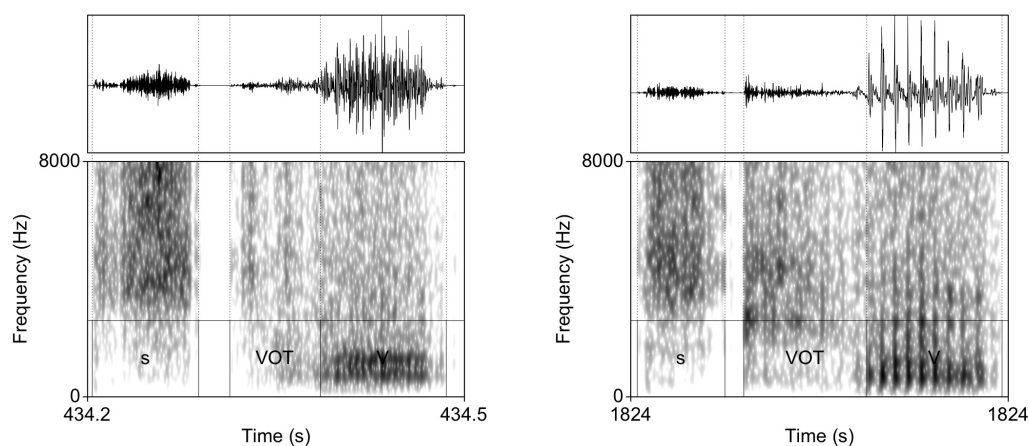 8000
Frequency (Hz)
0
s
VOT
V
434.2
434.5
Time (s)
8000
Frequency (Hz)
0
s
VOT
V
1824
1824
Time (s)